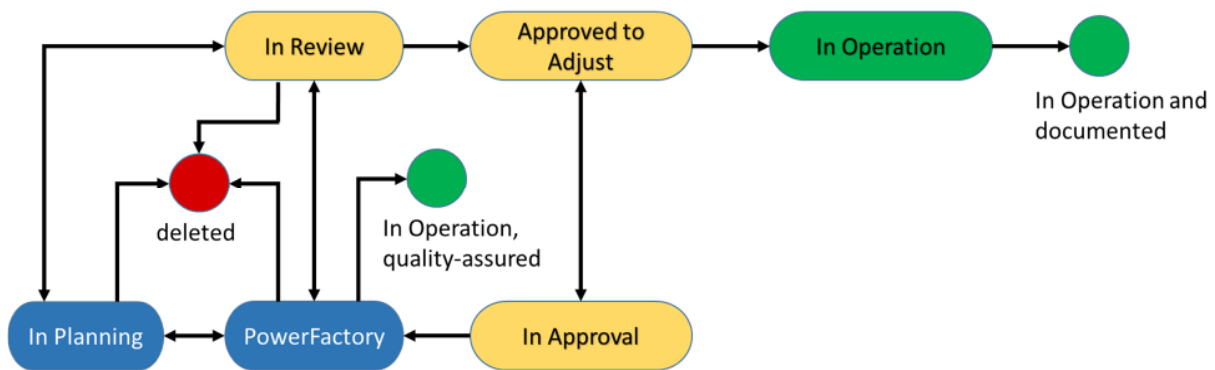 In Review
Approved to
Adjust
In Operation
In Operation and
documented
deleted
In Operation,
quality-assured
In Planning
PowerFactory
In Approval